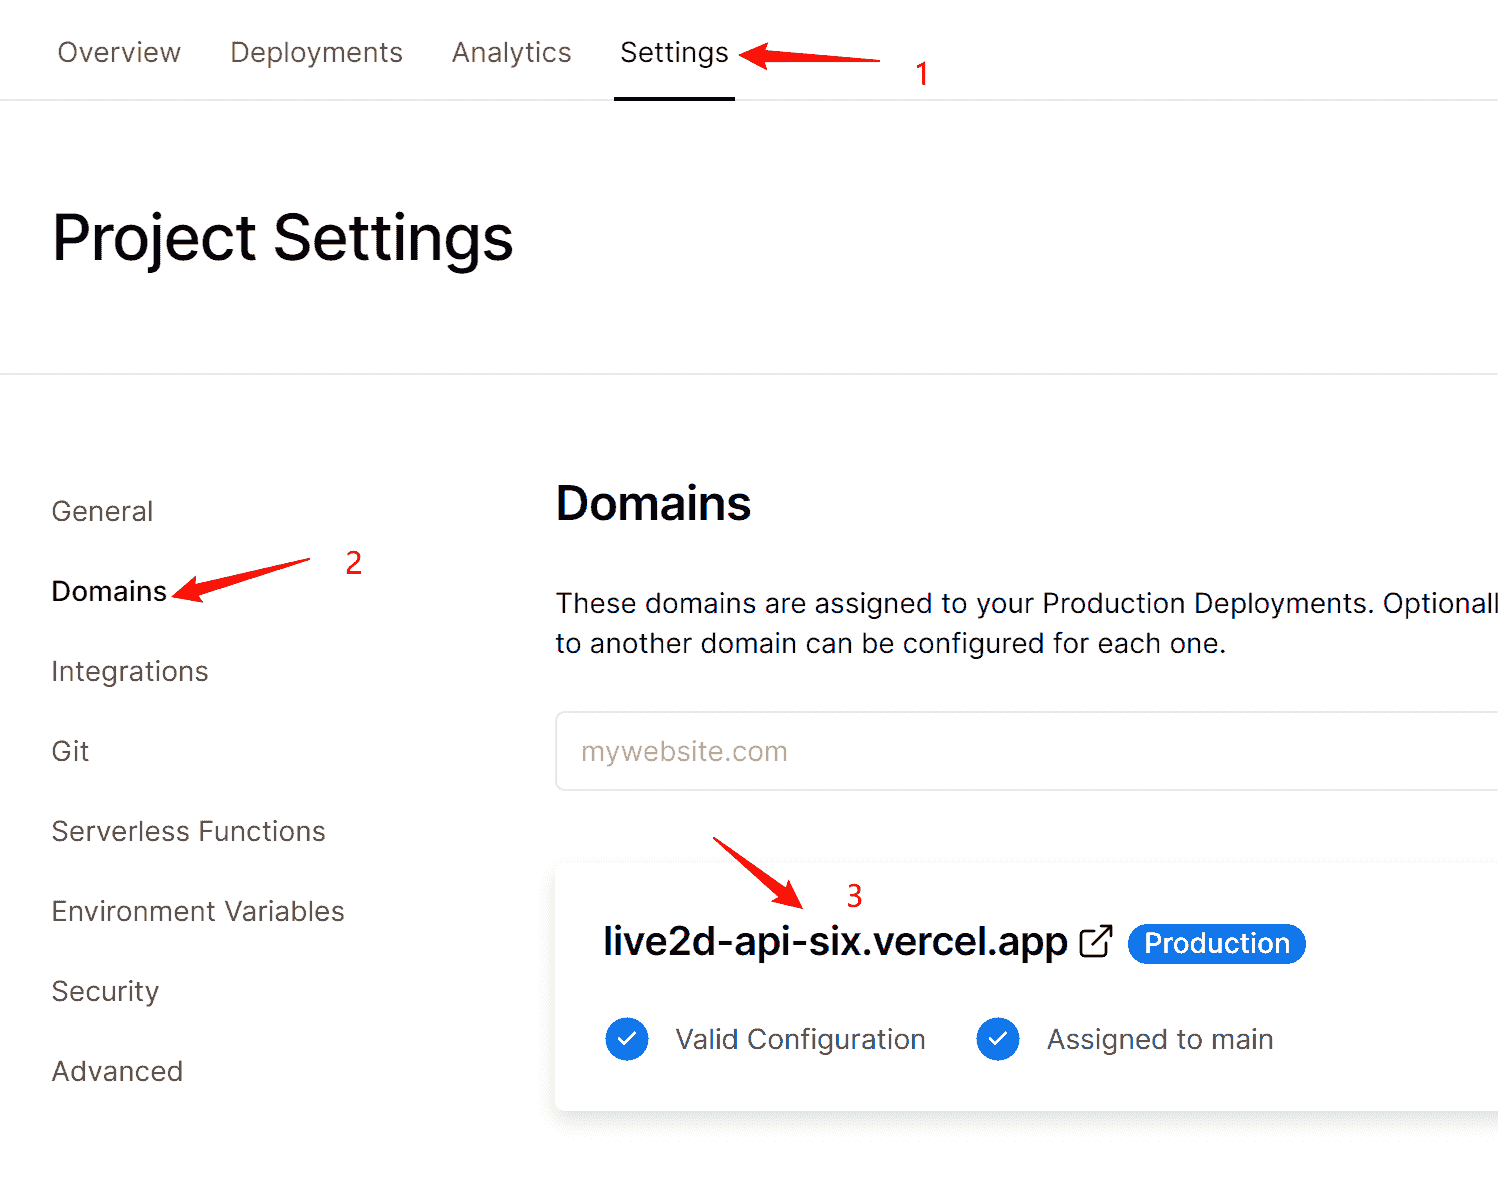 Overview Deployments Analytics Settings 1
Project Settings
General
Domains 2
Integrations
Git
Serverless Functions
Environment Variables
Security
Advanced
Domains
These domains are assigned to your Production Deployments. Optionall
to another domain can be configured for each one.
mywebsite.com
3
live2d-api-six.vercel.app Production
Valid Configuration Assigned to main